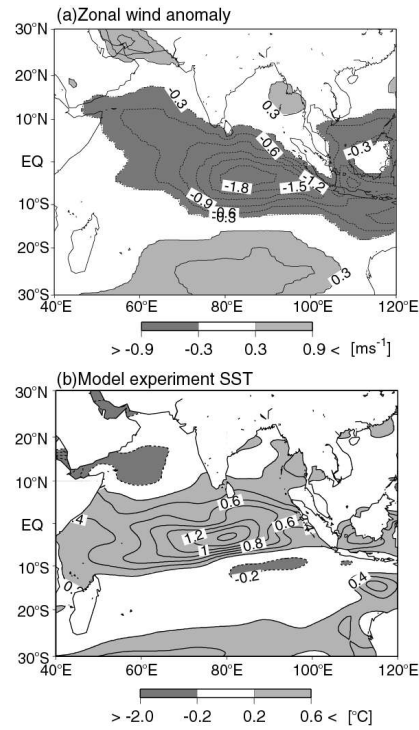 (a)Zonal wind anomaly
30°N
20°N
10°N
EQ
10°S
20°S
30°S
-0.3
0.3
-0.6
-0.3
-1.8
-1.5
-1.2
-0.9
-0.6
0.3
40°E 60°E 80°E 100°E 120°E
> -0.9 -0.3 0.3 0.9 < [ms-1]
(b)Model experiment SST
30°N
20°N
10°N
EQ
10°S
20°S
30°S
0.6
0.6
1.2
1
0.8
-0.2
0.4
40°E 60°E 80°E 100°E 120°E
> -2.0 -0.2 0.2 0.6 < [°C]